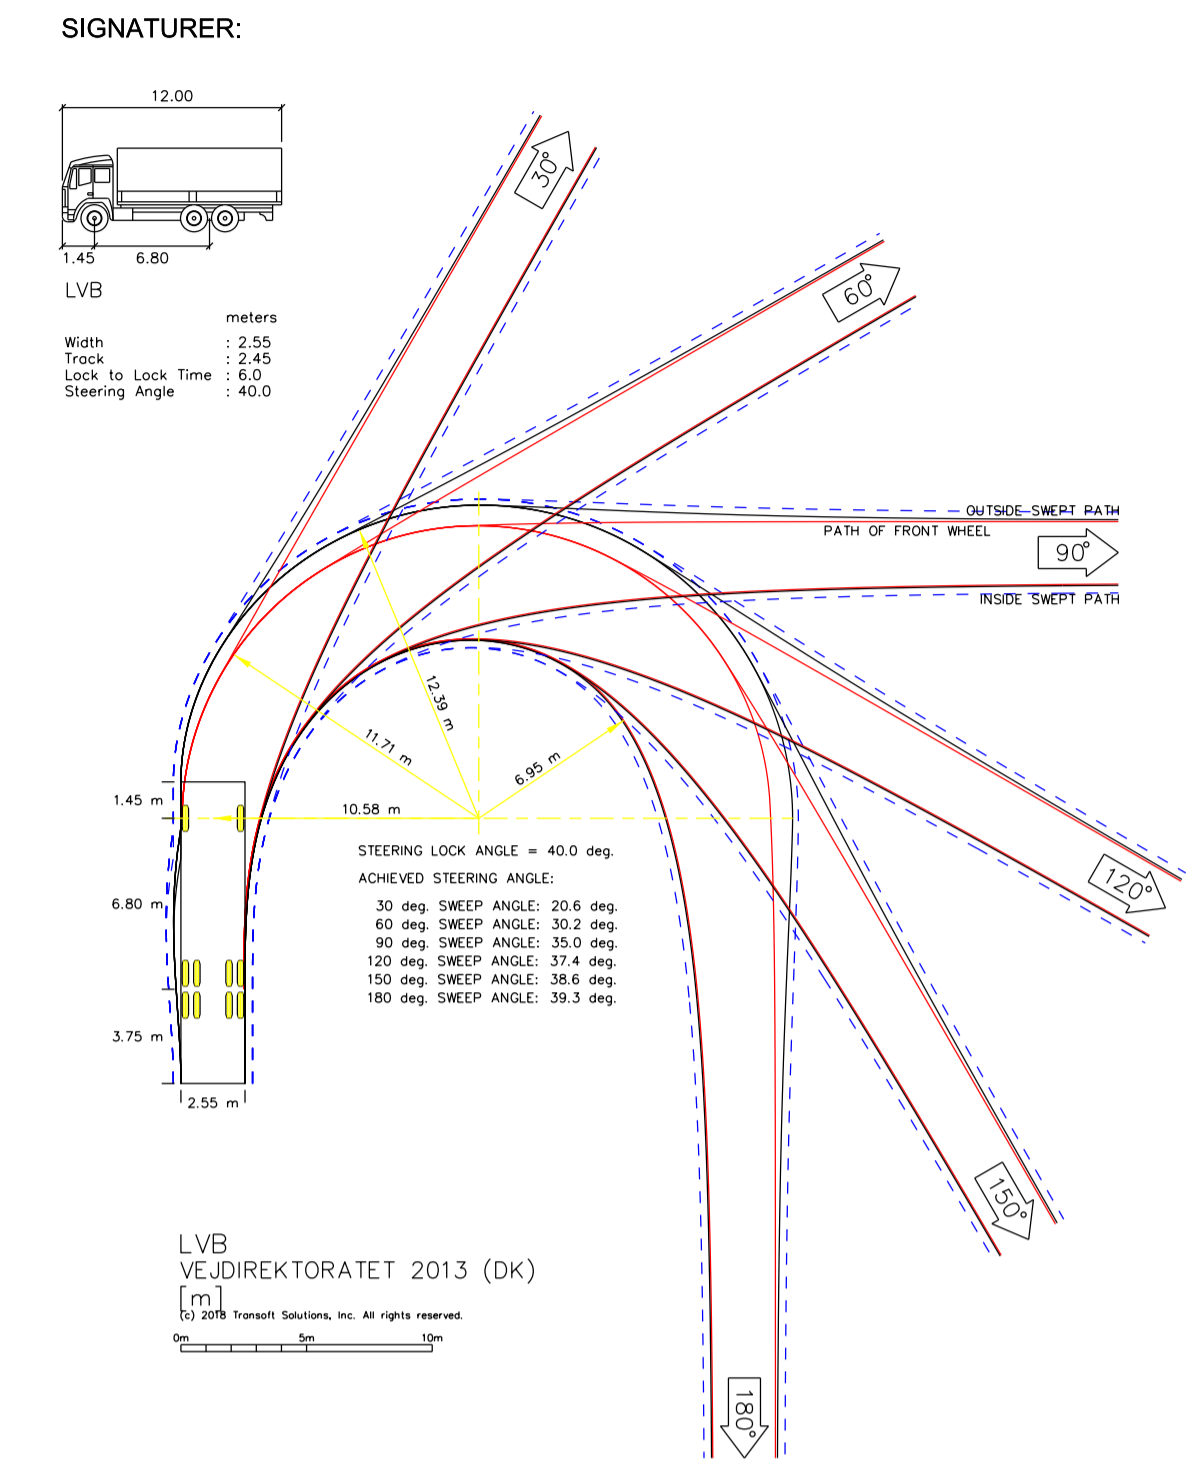 SIGNATURER:
12.00
1.45 6.80
LVB
meters
Width : 2.55
Track : 2.45
Lock to Lock Time : 6.0
Steering Angle : 40.0
30°
60°
OUTSIDE SWEPT PATH
PATH OF FRONT WHEEL
90°
INSIDE SWEPT PATH
12.39 m
11.71 m
6.95 m
1.45 m
10.58 m
STEERING LOCK ANGLE = 40.0 deg.
ACHIEVED STEERING ANGLE:
30 deg. SWEEP ANGLE: 20.6 deg.
60 deg. SWEEP ANGLE: 30.2 deg.
90 deg. SWEEP ANGLE: 35.0 deg.
120 deg. SWEEP ANGLE: 37.4 deg.
150 deg. SWEEP ANGLE: 38.6 deg.
180 deg. SWEEP ANGLE: 39.3 deg.
120°
6.80 m
3.75 m
2.55 m
150°
LVB
VEJDIREKTORATET 2013 (DK)
[m]
(c) 2018 Transoft Solutions, Inc. All rights reserved.
0m 5m 10m
180°